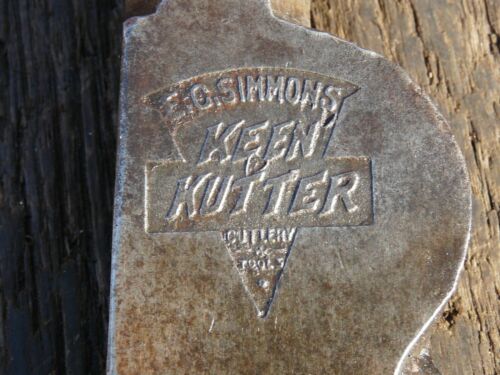 E.C. SIMMONS
KEEN
KUTTER
CUTLERY
&
TOOLS